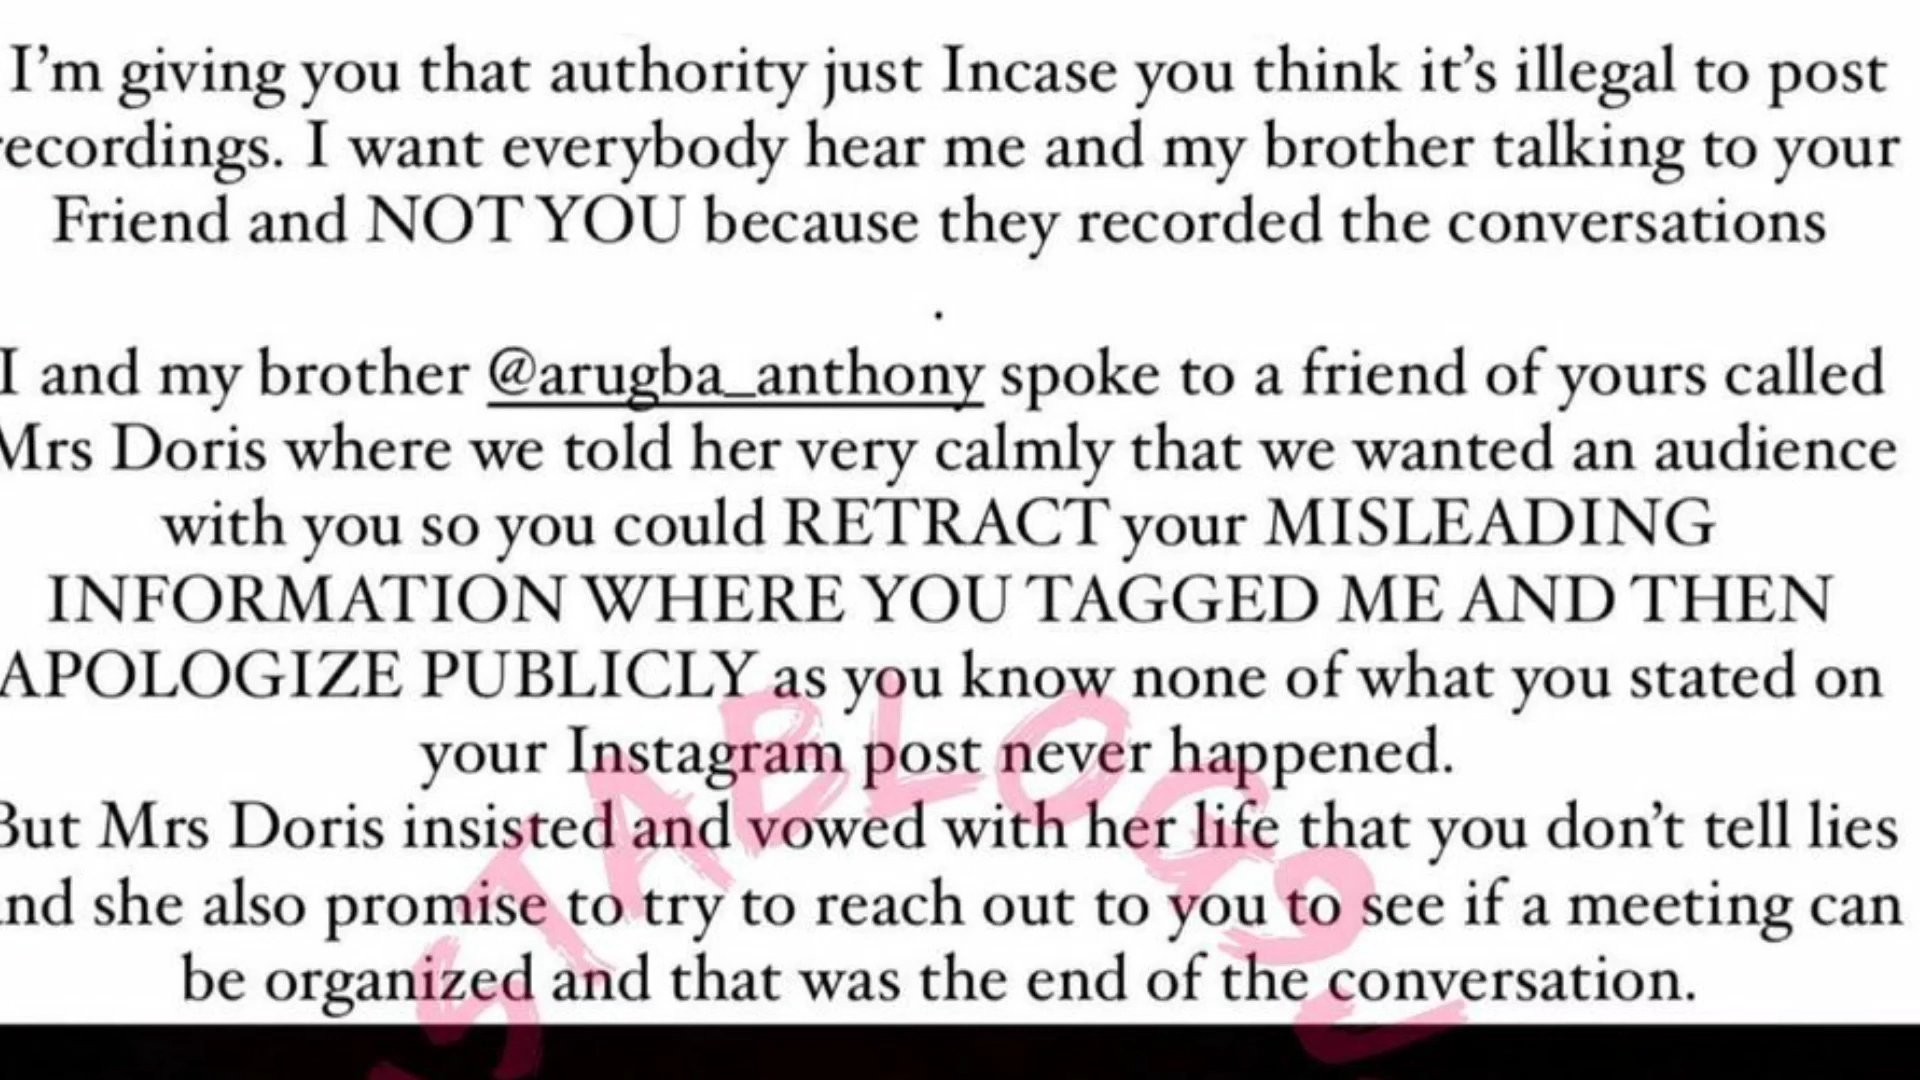 I'm giving you that authority just Incase you think it's illegal to post
recordings. I want everybody hear me and my brother talking to your
Friend and NOT YOU because they recorded the conversations
.
I and my brother @arugba_anthony spoke to a friend of yours called
Mrs Doris where we told her very calmly that we wanted an audience
with you so you could RETRACT your MISLEADING
INFORMATION WHERE YOU TAGGED ME AND THEN
APOLOGIZE PUBLICLY as you know none of what you stated on
your Instagram post never happened.
But Mrs Doris insisted and vowed with her life that you don't tell lies
and she also promise to try to reach out to you to see if a meeting can
be organized and that was the end of the conversation.
STABLOG9